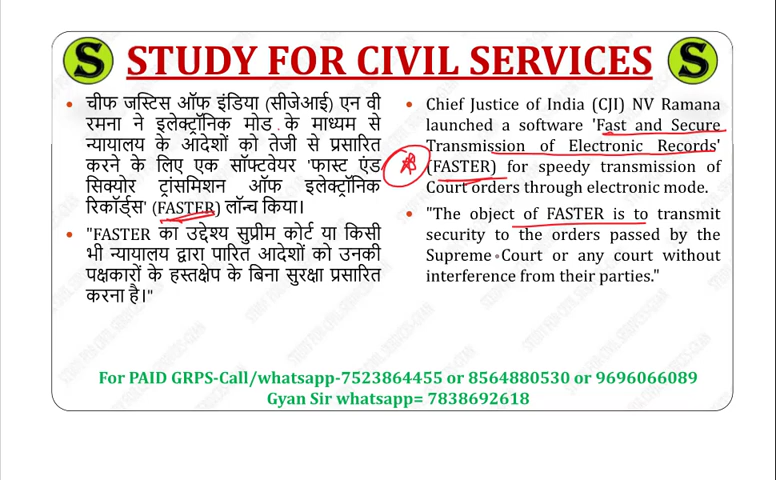 S STUDY FOR CIVIL SERVICES S
• चीफ जस्टिस ऑफ इंडिया (सीजेआई) एन वी
रमना ने इलेक्ट्रॉनिक मोड के माध्यम से
न्यायालय के आदेशों को तेजी से प्रसारित
करने के लिए एक सॉफ्टवेयर 'फास्ट एंड
सिक्योर ट्रांसमिशन ऑफ इलेक्ट्रॉनिक
रिकॉर्ड्स' (FASTER) लॉन्च किया।
• "FASTER का उद्देश्य सुप्रीम कोर्ट या किसी
भी न्यायालय द्वारा पारित आदेशों को उनकी
पक्षकारों के हस्तक्षेप के बिना सुरक्षा प्रसारित
करना है।"
• Chief Justice of India (CJI) NV Ramana
launched a software 'Fast and Secure
Transmission of Electronic Records'
(FASTER) for speedy transmission of
Court orders through electronic mode.
• "The object of FASTER is to transmit
security to the orders passed by the
Supreme Court or any court without
interference from their parties."
For PAID GRPS-Call/whatsapp-7523864455 or 8564880530 or 9696066089
Gyan Sir whatsapp= 7838692618